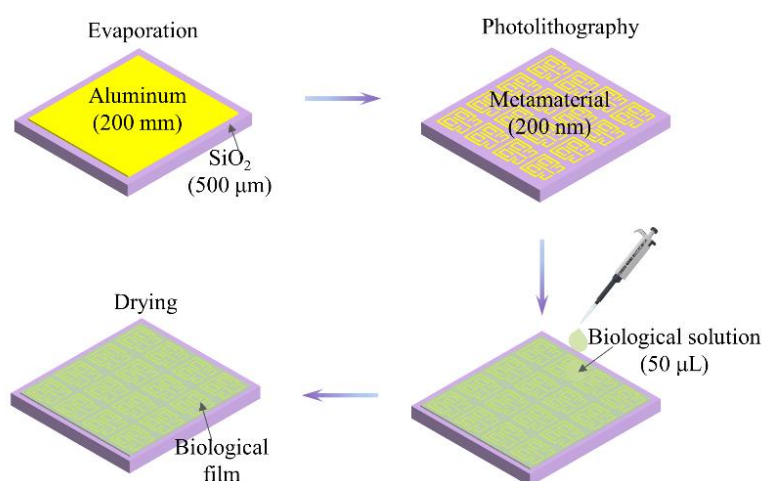 Evaporation
Aluminum
(200 mm)
SiO₂
(500 μm)
Photolithography
Metamaterial
(200 nm)
Biological solution
(50 μL)
Drying
Biological
film